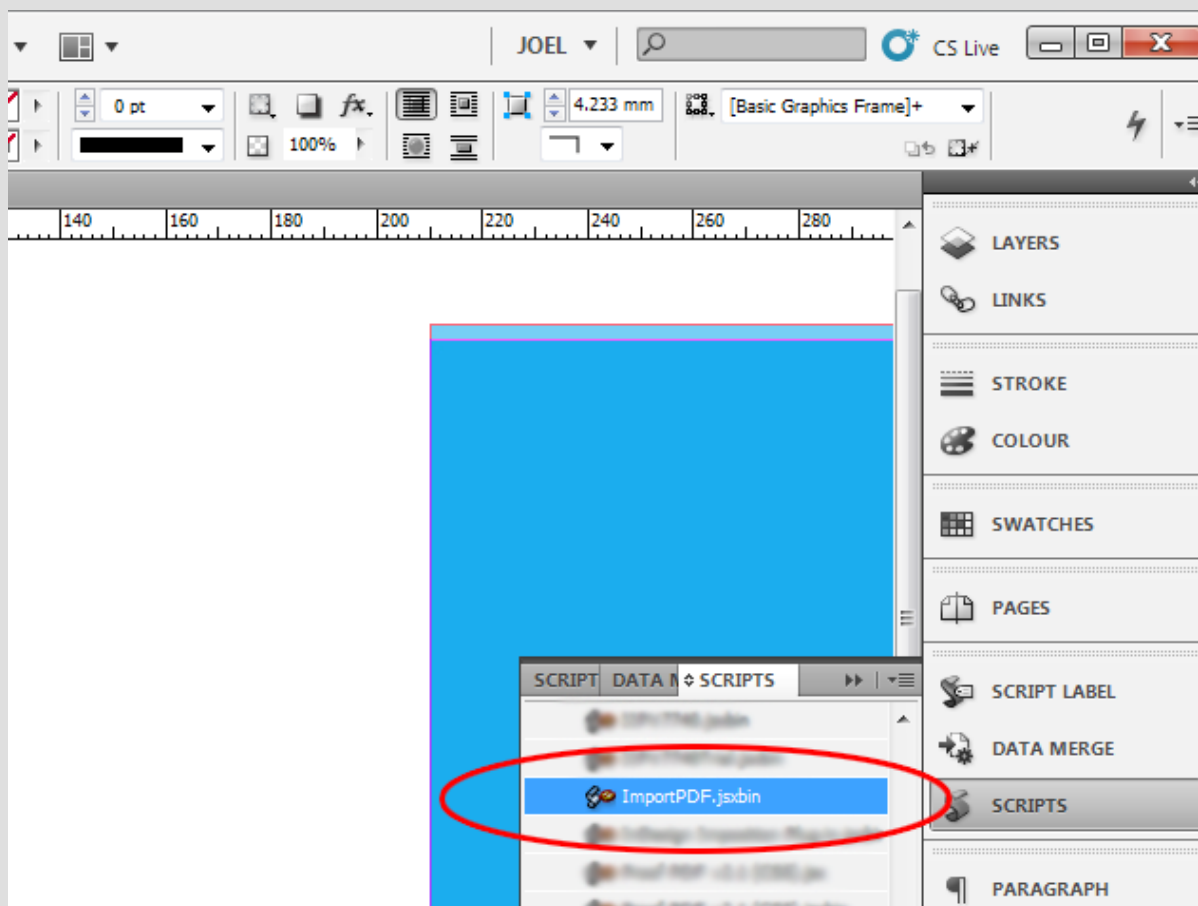 JOEL
CS Live
0 pt
fx.
4.233 mm
[Basic Graphics Frame]+
100%
140 160 180 200 220 240 260 280
LAYERS
LINKS
STROKE
COLOUR
SWATCHES
PAGES
SCRIPT DATA SCRIPTS
ImportPDF.jsxbin
SCRIPT LABEL
DATA MERGE
SCRIPTS
PARAGRAPH